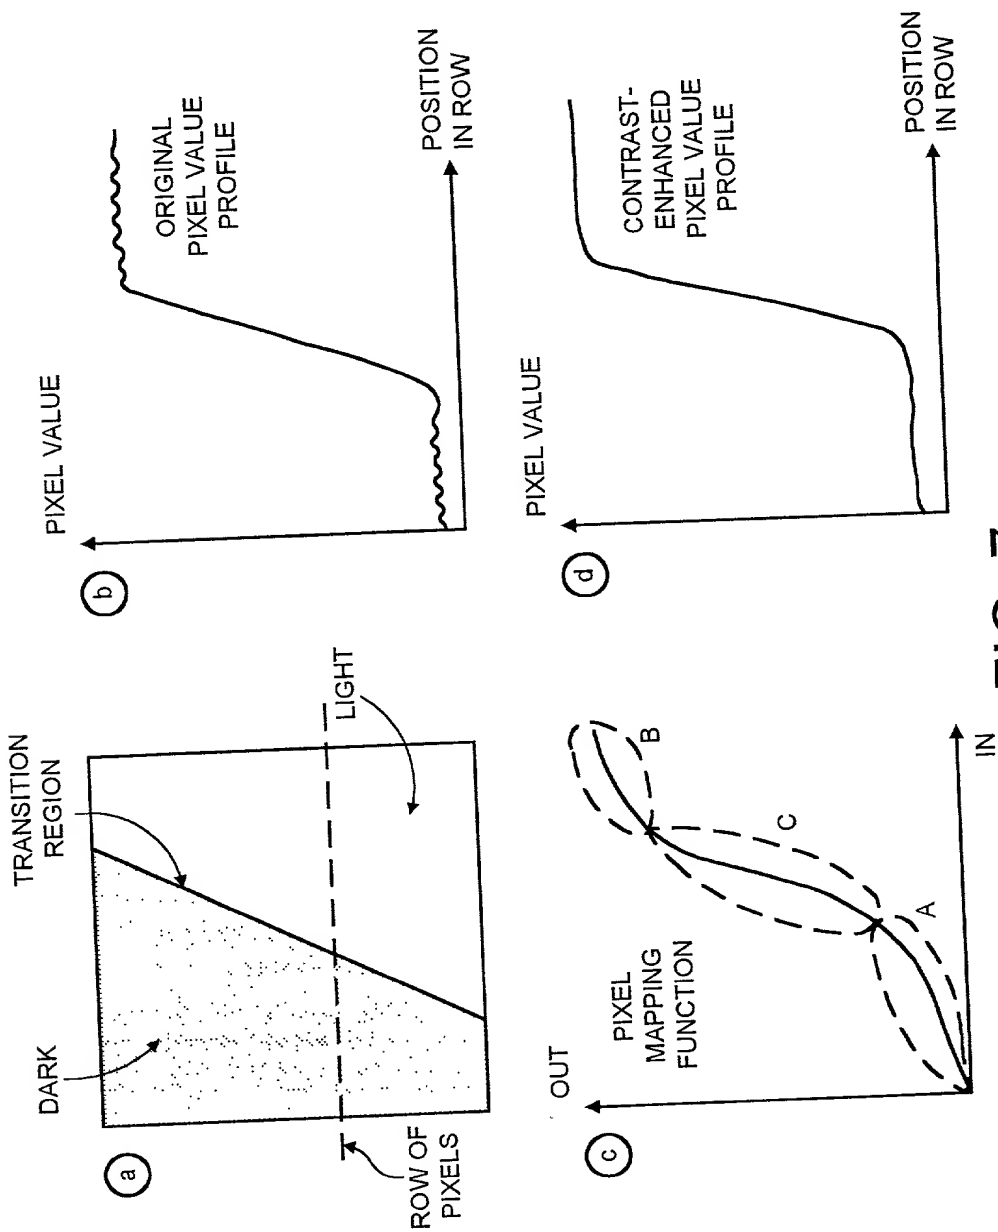 a
DARK
TRANSITION
REGION
ROW OF
PIXELS
LIGHT
b
PIXEL VALUE
ORIGINAL
PIXEL VALUE
PROFILE
POSITION
IN ROW
c
OUT
PIXEL
MAPPING
FUNCTION
B
C
A
IN
d
PIXEL VALUE
CONTRAST-
ENHANCED
PIXEL VALUE
PROFILE
POSITION
IN ROW